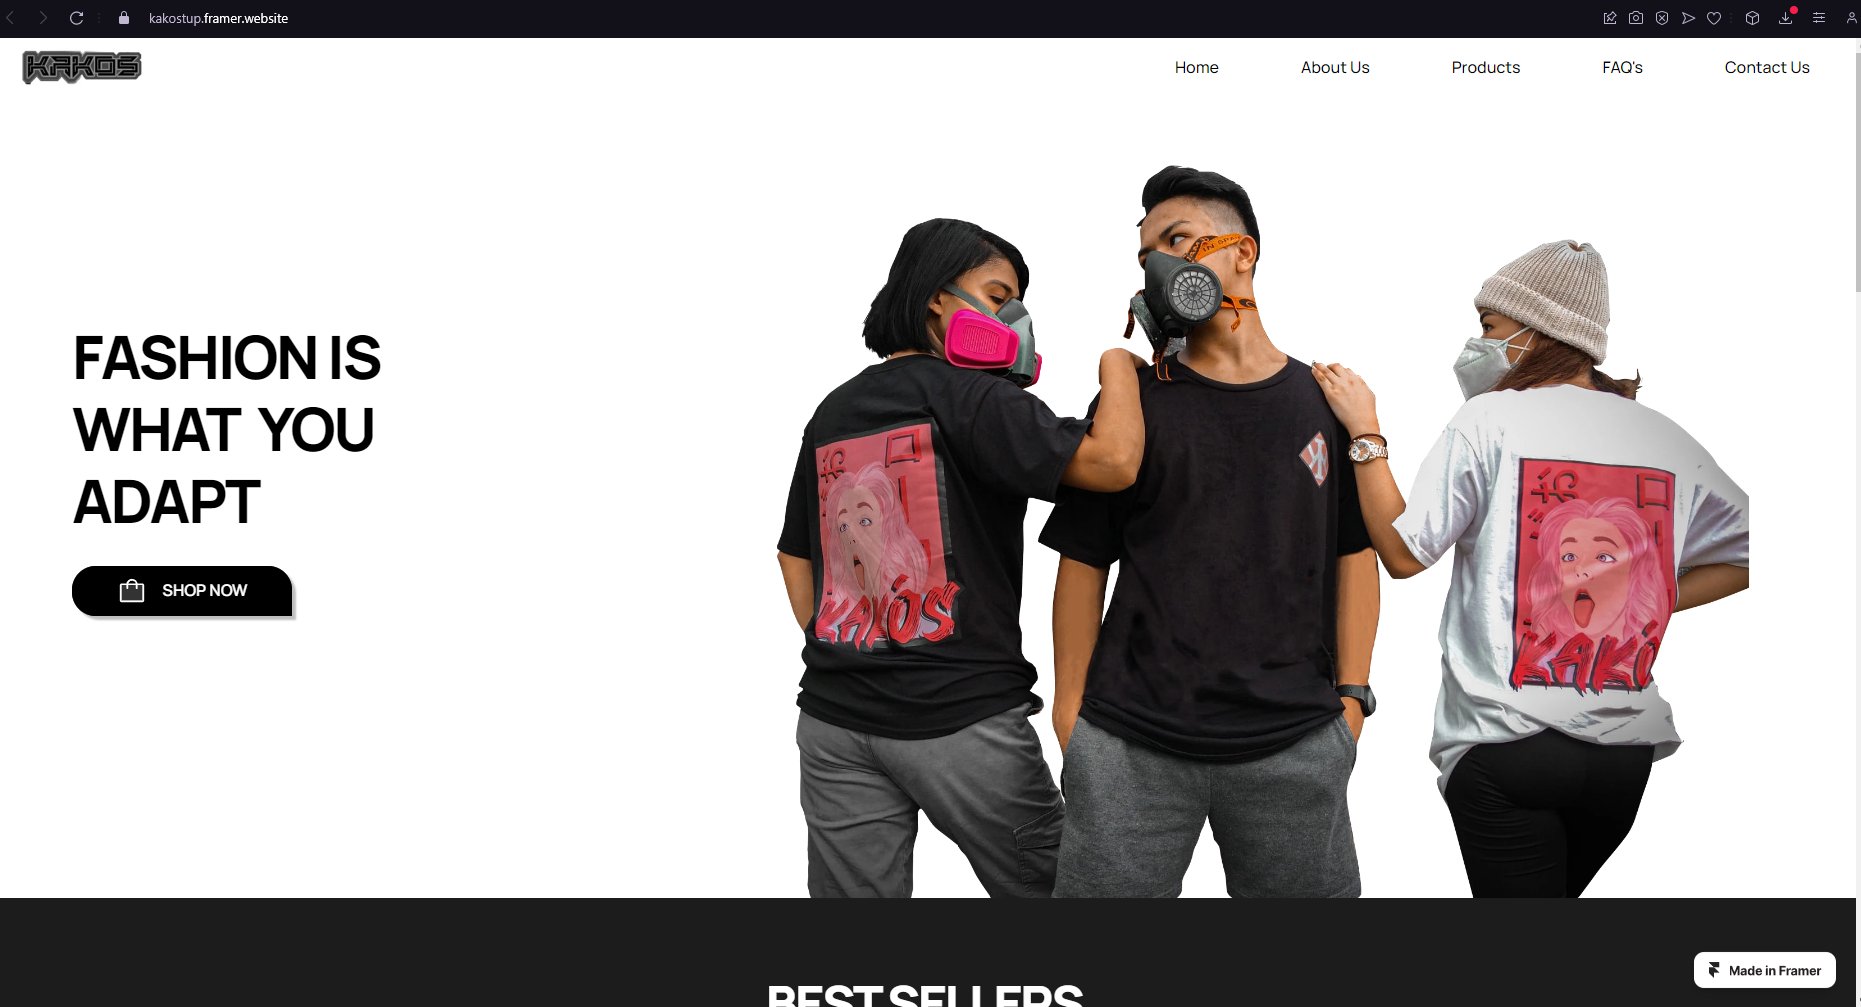 kakostup.framer.website
KAKOS
Home
About Us
Products
FAQ's
Contact Us
FASHION IS
WHAT YOU
ADAPT
SHOP NOW
KAKÓS
KAKÓ
BEST SELLERS
Made in Framer